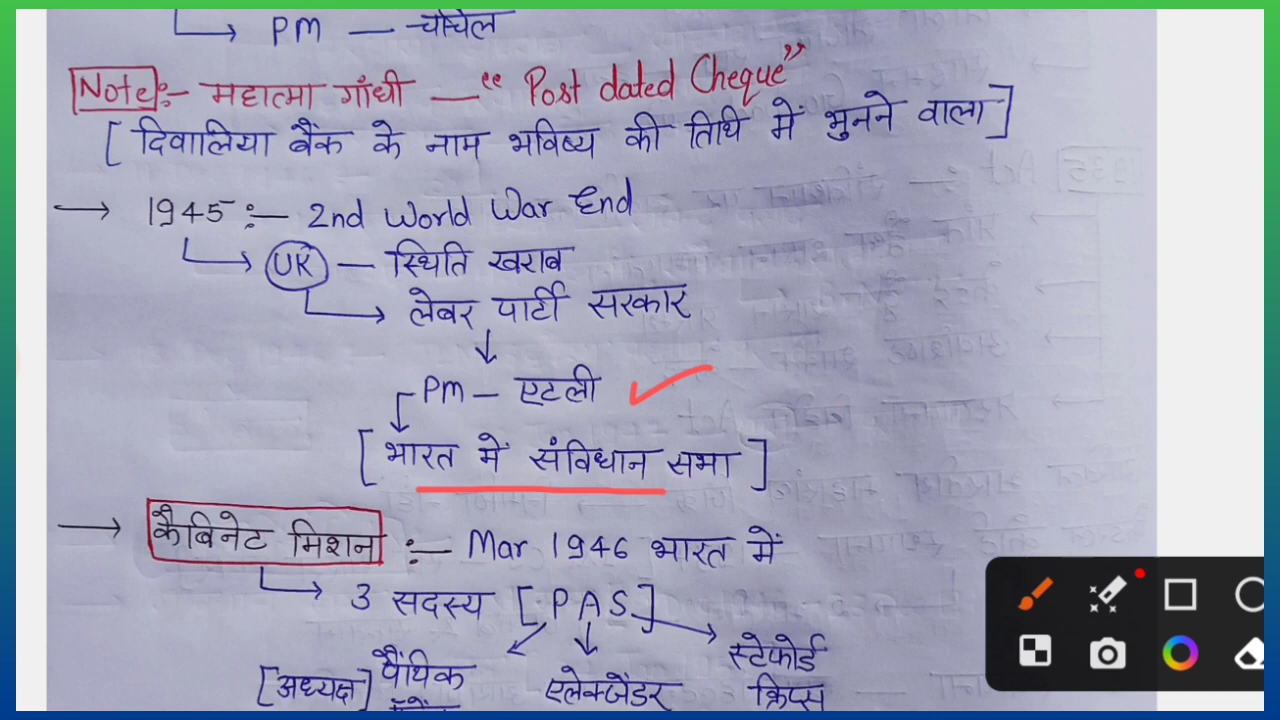 ↳ PM — चर्चिल
Note :- महात्मा गाँधी — "Post dated Cheque"
[दिवालिया बैंक के नाम भविष्य की तिथि में भुनने वाला]
→ 1945 :- 2nd World War End
↳ UK — स्थिति खराब
↳ लेबर पार्टी सरकार
↓
PM — एटली ✓
[भारत में संविधान सभा]
→ कैबिनेट मिशन :- Mar 1946 भारत में
↳ 3 सदस्य [PAS]
[अध्यक्ष] पैंथिक एलेक्जेंडर स्टेफोर्ड क्रिप्स